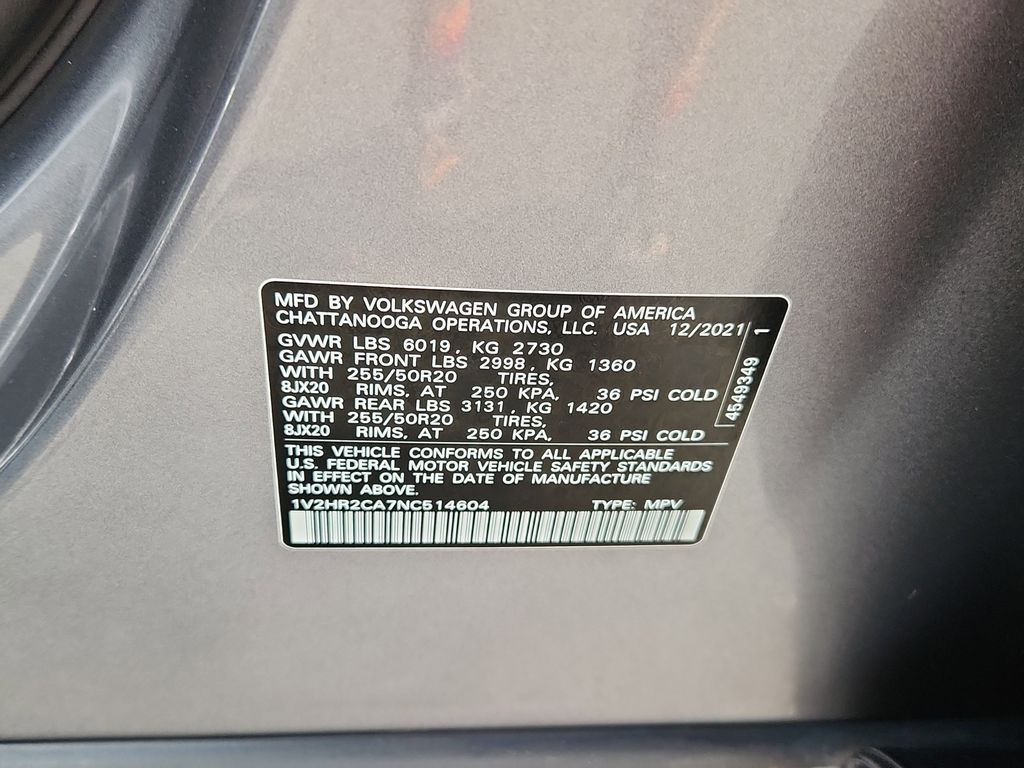 MFD BY VOLKSWAGEN GROUP OF AMERICA
CHATTANOOGA OPERATIONS, LLC. USA 12/2021
GVWR LBS 6019, KG 2730
GAWR FRONT LBS 2998, KG 1360
WITH 255/50R20 TIRES,
8JX20 RIMS, AT 250 KPA, 36 PSI COLD
GAWR REAR LBS 3131, KG 1420
WITH 255/50R20 TIRES,
8JX20 RIMS, AT 250 KPA, 36 PSI COLD
THIS VEHICLE CONFORMS TO ALL APPLICABLE
U.S. FEDERAL MOTOR VEHICLE SAFETY STANDARDS
IN EFFECT ON THE DATE OF MANUFACTURE
SHOWN ABOVE.
1V2HR2CA7NC514604 TYPE: MPV
4549349 1